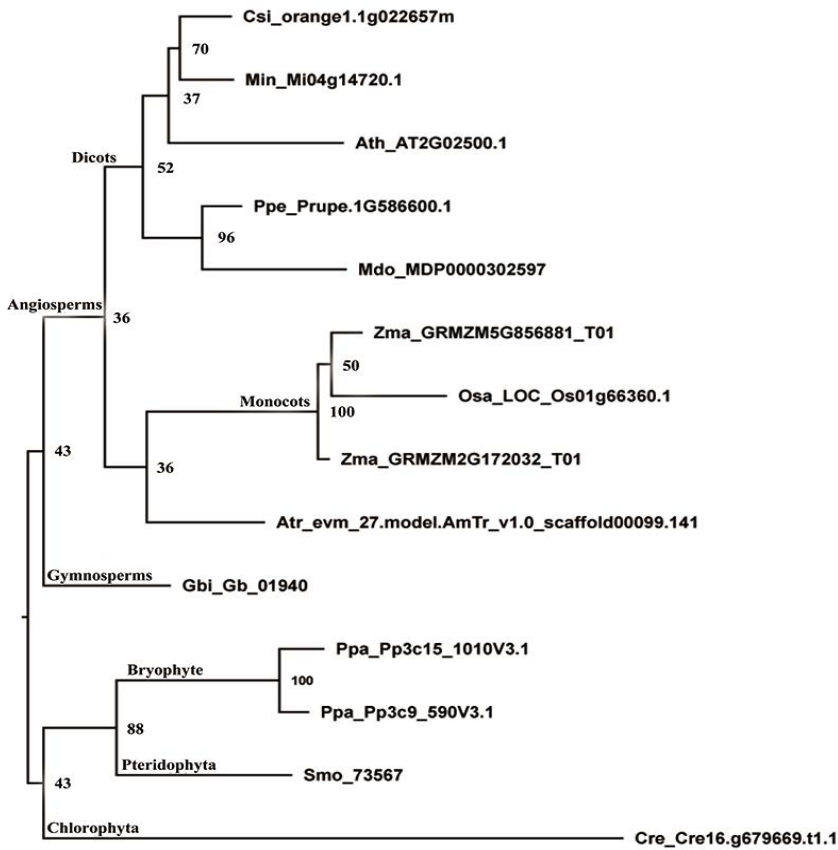 Csi_orange1.1g022657m
70
Min_Mi04g14720.1
37
Ath_AT2G02500.1
Dicots
52
Ppe_Prupe.1G586600.1
96
Mdo_MDP0000302597
Angiosperms
36
Zma_GRMZM5G856881_T01
50
Osa_LOC_Os01g66360.1
Monocots
100
Zma_GRMZM2G172032_T01
43
36
Atr_evm_27.model.AmTr_v1.0_scaffold00099.141
Gymnosperms
Gbi_Gb_01940
Ppa_Pp3c15_1010V3.1
Bryophyte
100
Ppa_Pp3c9_590V3.1
88
Pteridophyta
Smo_73567
43
Chlorophyta
Cre_Cre16.g679669.t1.1